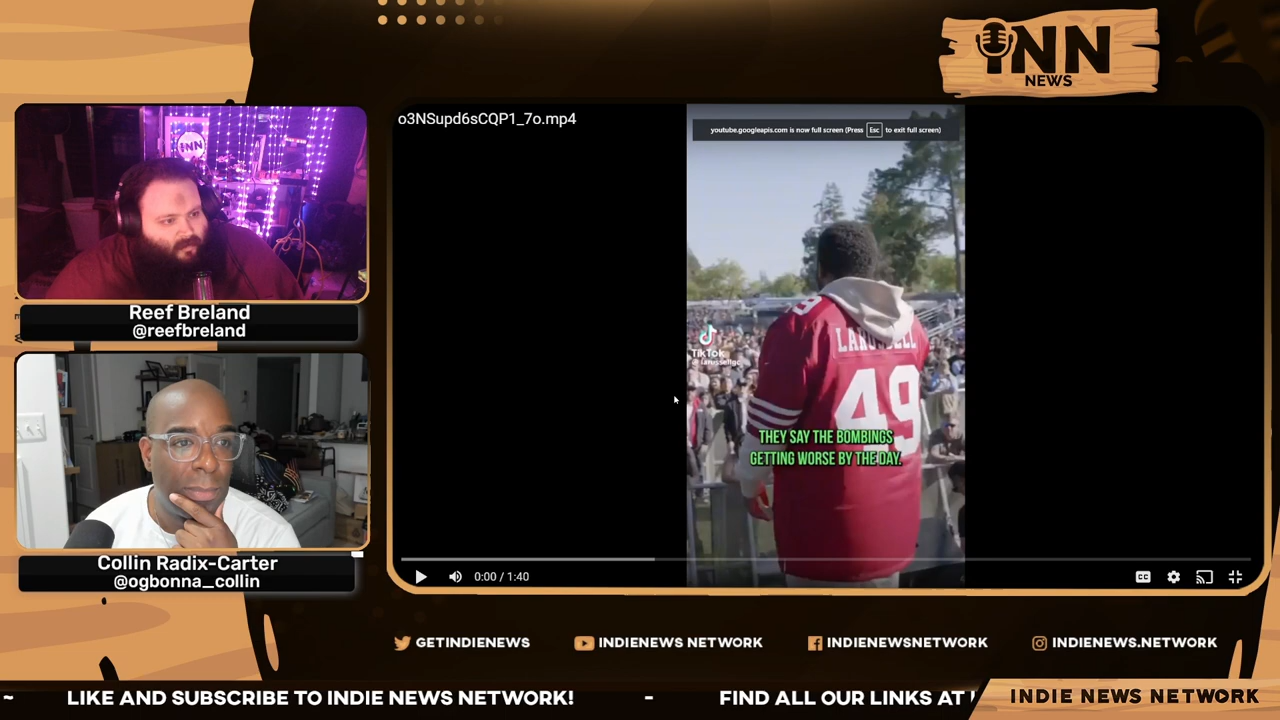 iNN
NEWS
o3NSupd6sCQP1_7o.mp4
youtube.googleapis.com is now full screen (Press Esc to exit full screen)
iNN
Reef Breland
@reefbreland
TikTok
49
THEY SAY THE BOMBINGS
GETTING WORSE BY THE DAY.
Collin Radix-Carter
@ogbonna_collin
0:00 / 1:40
CC
GETINDIENEWS
INDIENEWS NETWORK
INDIENEWSNETWORK
INDIENEWS.NETWORK
~ LIKE AND SUBSCRIBE TO INDIE NEWS NETWORK! - FIND ALL OUR LINKS AT
INDIE NEWS NETWORK